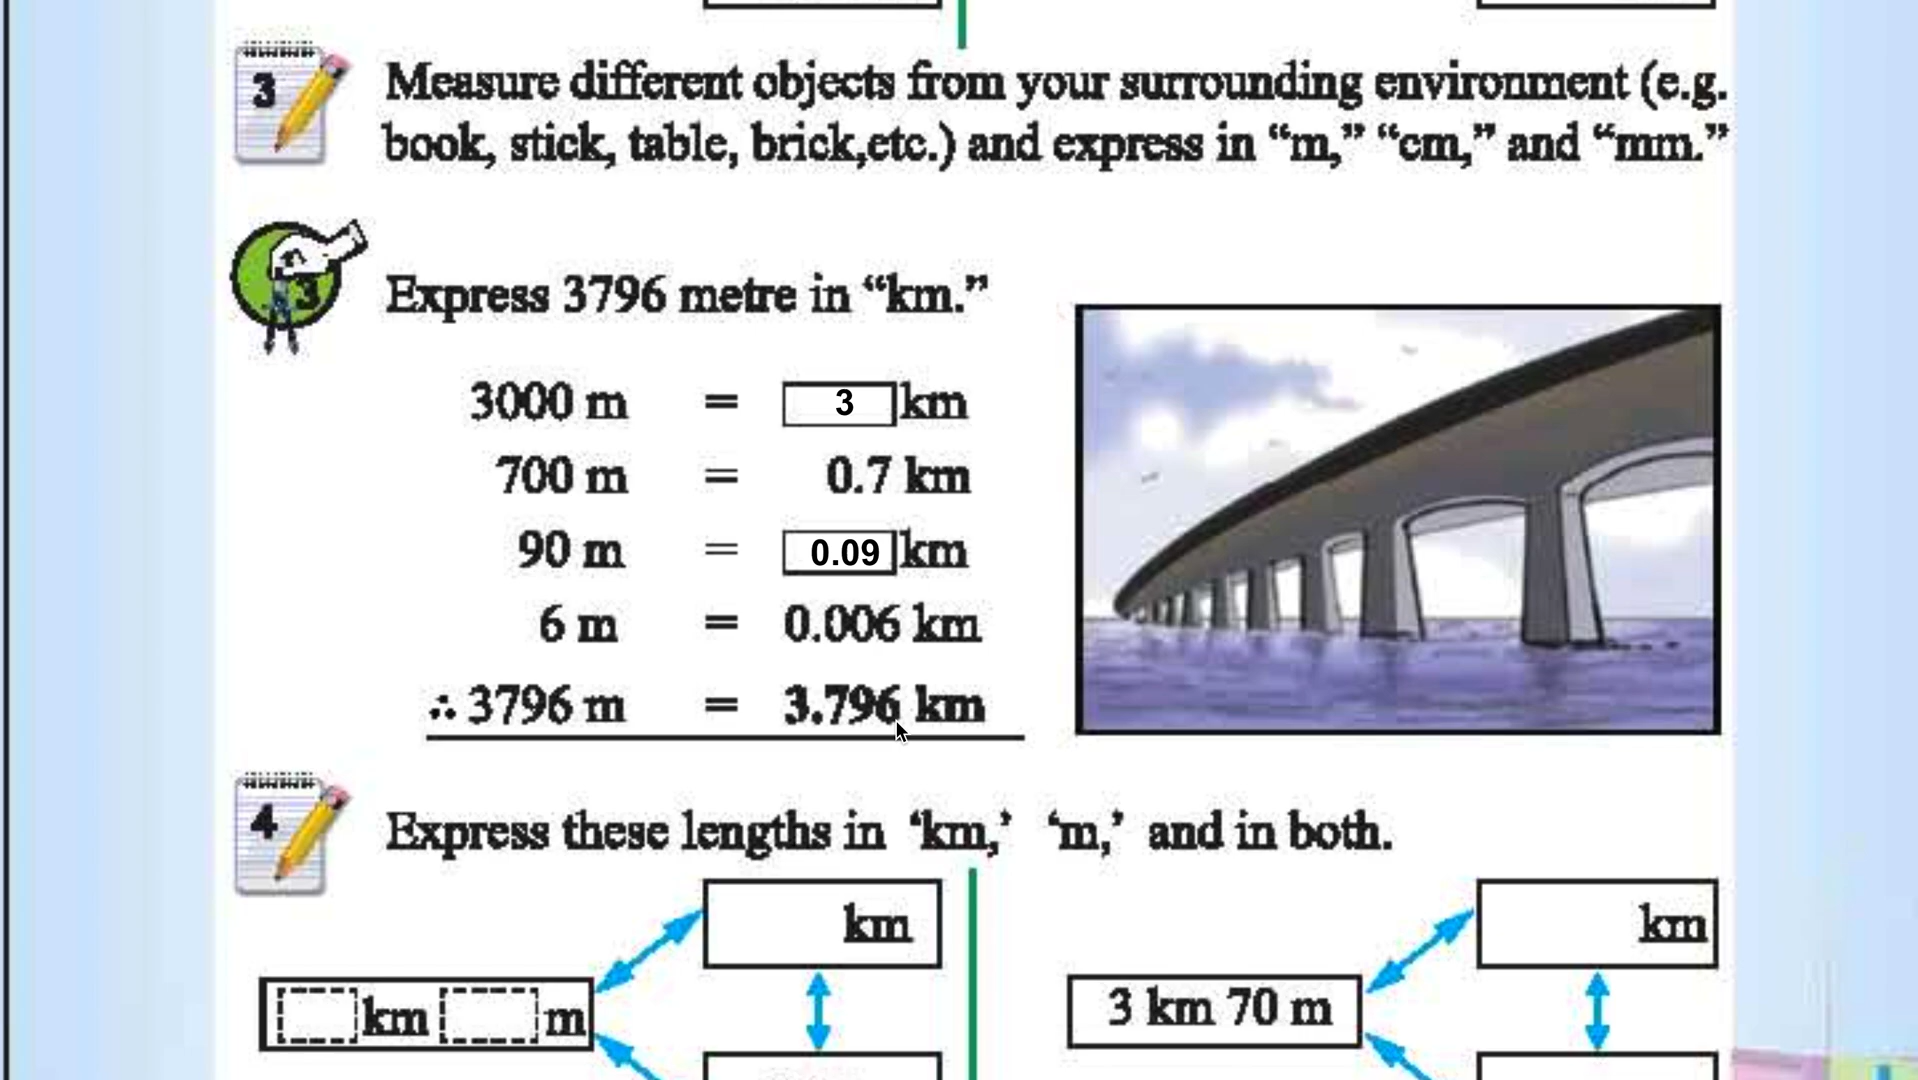 3
Measure different objects from your surrounding environment (e.g.
book, stick, table, brick,etc.) and express in “m,” “cm,” and “mm.”
3
Express 3796 metre in “km.”
3000 m = 3 km
700 m = 0.7 km
90 m = 0.09 km
6 m = 0.006 km
∴ 3796 m = 3.796 km
4
Express these lengths in ‘km,’ ‘m,’ and in both.
km
km
km m
3 km 70 m